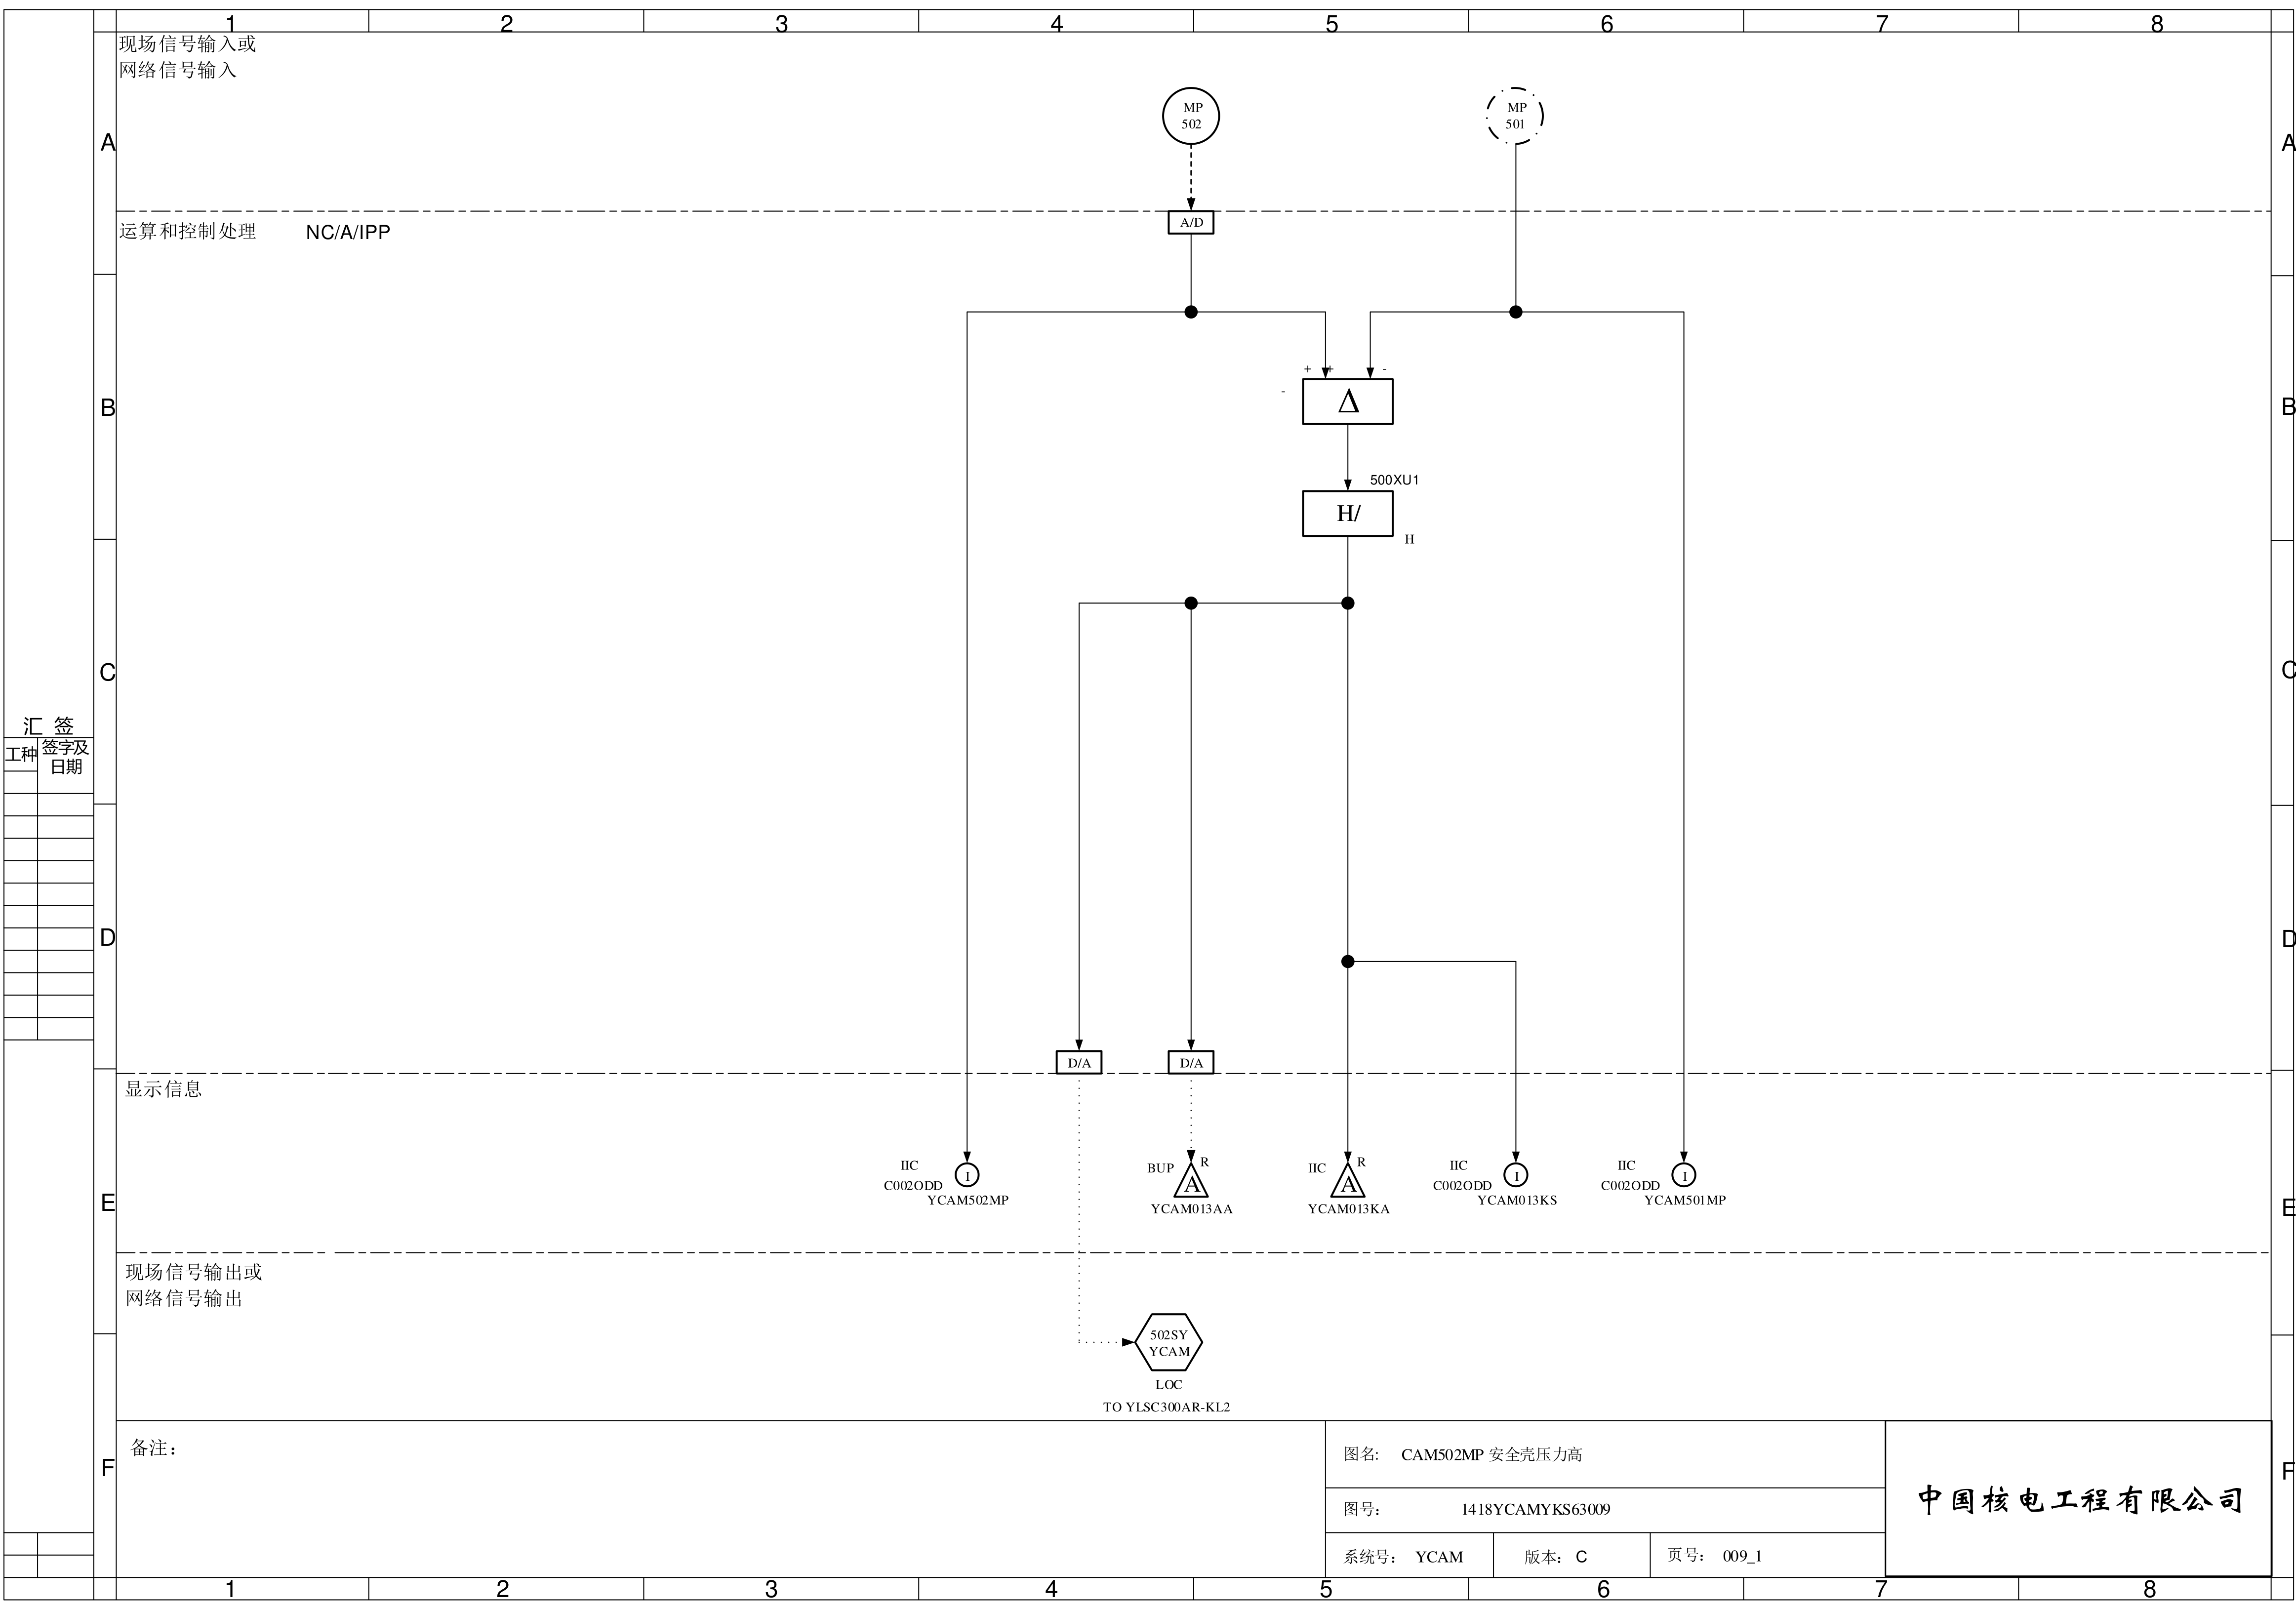 1 2 3 4 5 6 7 8
现场信号输入或
网络信号输入
MP
502
MP
501
A A
A/D
运算和控制处理 NC/A/IPP
+ + -
-
Δ
B B
500XU1
H/
H
C C
汇 签
工种 签字及
日期
D D
D/A D/A
显示信息
IIC
C002ODD
I
YCAM502MP
BUP
R
A
YCAM013AA
IIC
R
A
YCAM013KA
IIC
C002ODD
I
YCAM013KS
IIC
C002ODD
I
YCAM501MP
E E
现场信号输出或
网络信号输出
502SY
YCAM
LOC
TO YLSC300AR-KL2
备注：
F F
图名: CAM502MP 安全壳压力高
图号： 1418YCAMYKS63009
系统号： YCAM 版本： C 页号： 009_1
中国核电工程有限公司
1 2 3 4 5 6 7 8